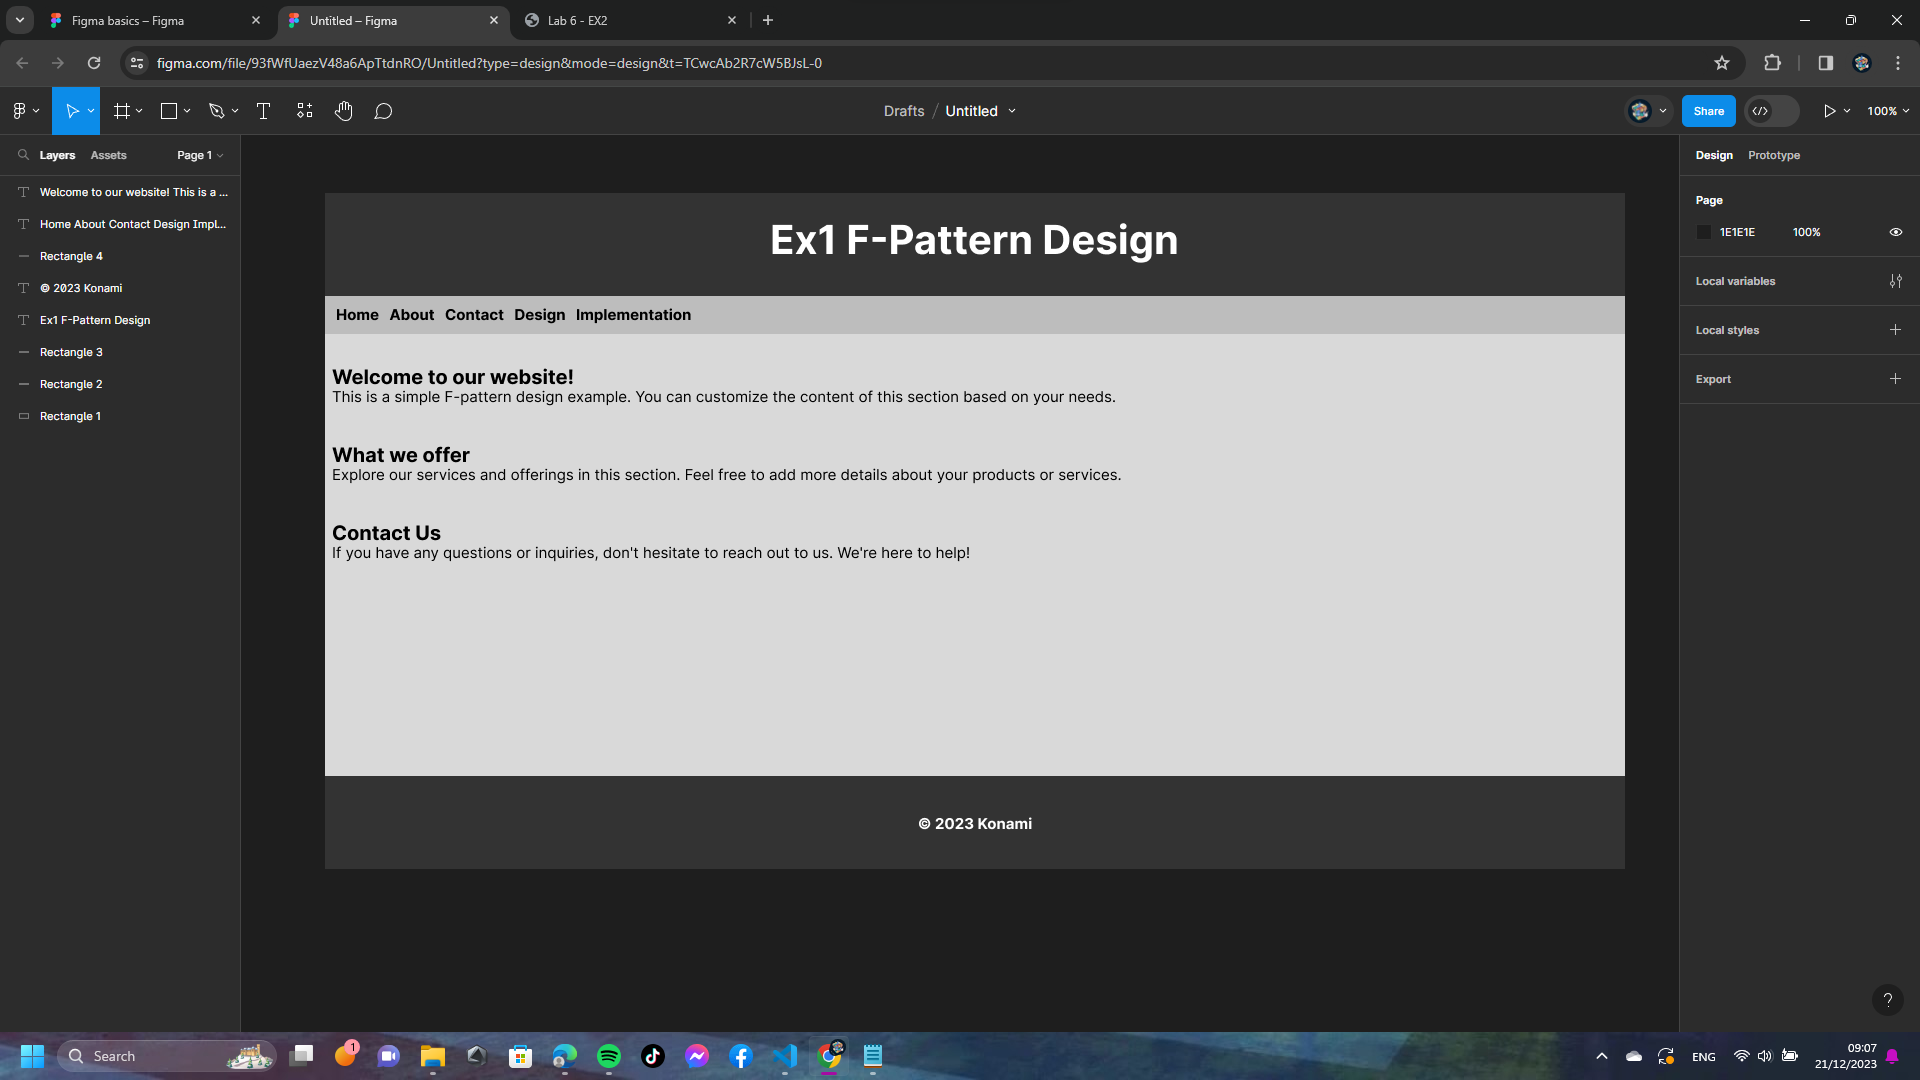 Figma basics – Figma
Untitled – Figma
Lab 6 - EX2
figma.com/file/93fWfUaezV48a6ApTtdnRO/Untitled?type=design&mode=design&t=TCwcAb2R7cW5BJsL-0
Drafts / Untitled
Share
100%
Layers Assets Page 1
Welcome to our website! This is a ...
Home About Contact Design Impl...
Rectangle 4
© 2023 Konami
Ex1 F-Pattern Design
Rectangle 3
Rectangle 2
Rectangle 1
Ex1 F-Pattern Design
Home About Contact Design Implementation
Welcome to our website!
This is a simple F-pattern design example. You can customize the content of this section based on your needs.
What we offer
Explore our services and offerings in this section. Feel free to add more details about your products or services.
Contact Us
If you have any questions or inquiries, don't hesitate to reach out to us. We're here to help!
© 2023 Konami
Design Prototype
Page
1E1E1E 100%
Local variables
Local styles
Export
?
Search
1
ENG
09:07
21/12/2023